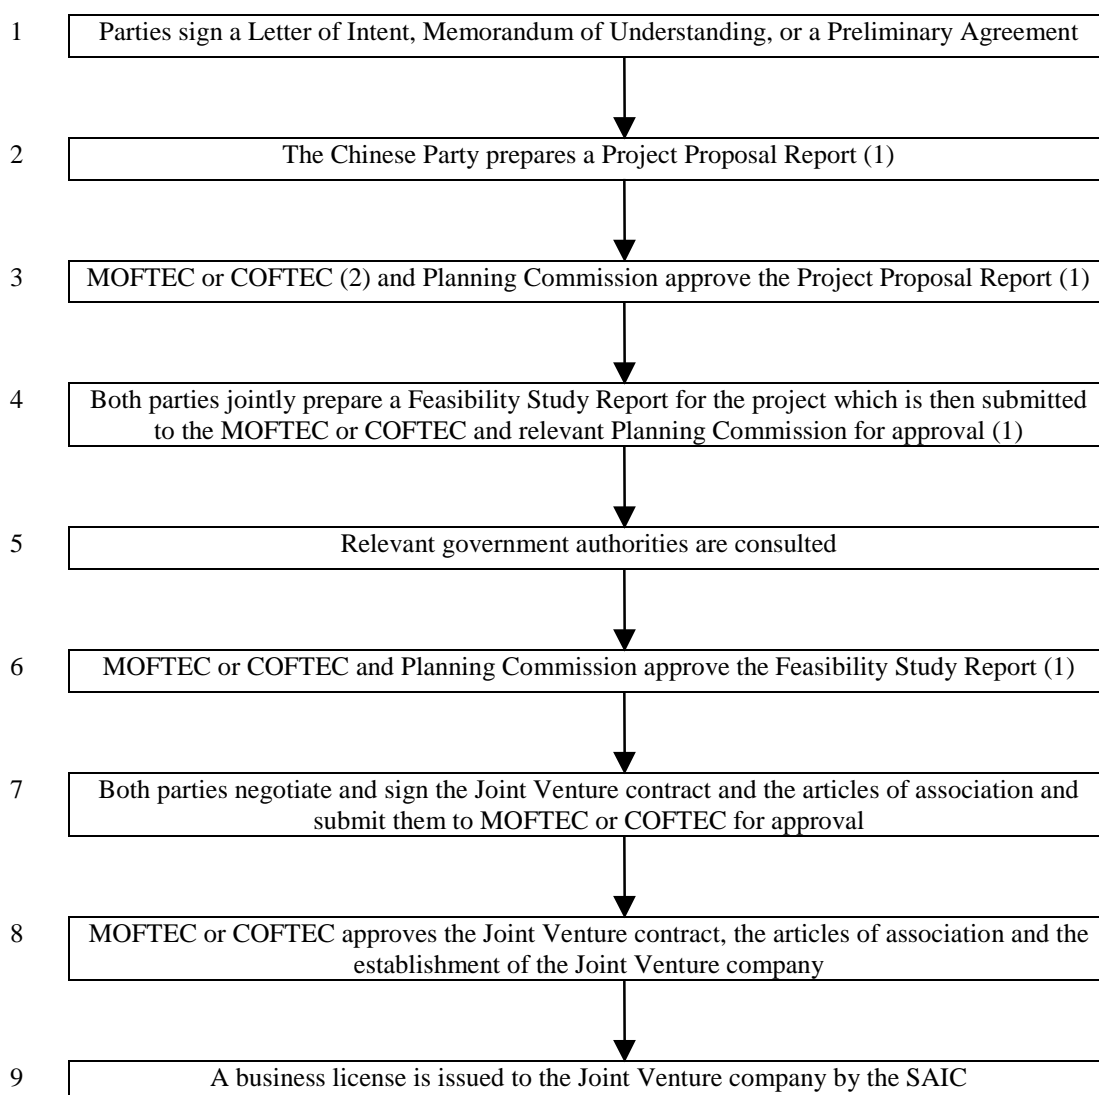 1 Parties sign a Letter of Intent, Memorandum of Understanding, or a Preliminary Agreement
2 The Chinese Party prepares a Project Proposal Report (1)
3 MOFTEC or COFTEC (2) and Planning Commission approve the Project Proposal Report (1)
4 Both parties jointly prepare a Feasibility Study Report for the project which is then submitted
to the MOFTEC or COFTEC and relevant Planning Commission for approval (1)
5 Relevant government authorities are consulted
6 MOFTEC or COFTEC and Planning Commission approve the Feasibility Study Report (1)
7 Both parties negotiate and sign the Joint Venture contract and the articles of association and
submit them to MOFTEC or COFTEC for approval
8 MOFTEC or COFTEC approves the Joint Venture contract, the articles of association and the
establishment of the Joint Venture company
9 A business license is issued to the Joint Venture company by the SAIC